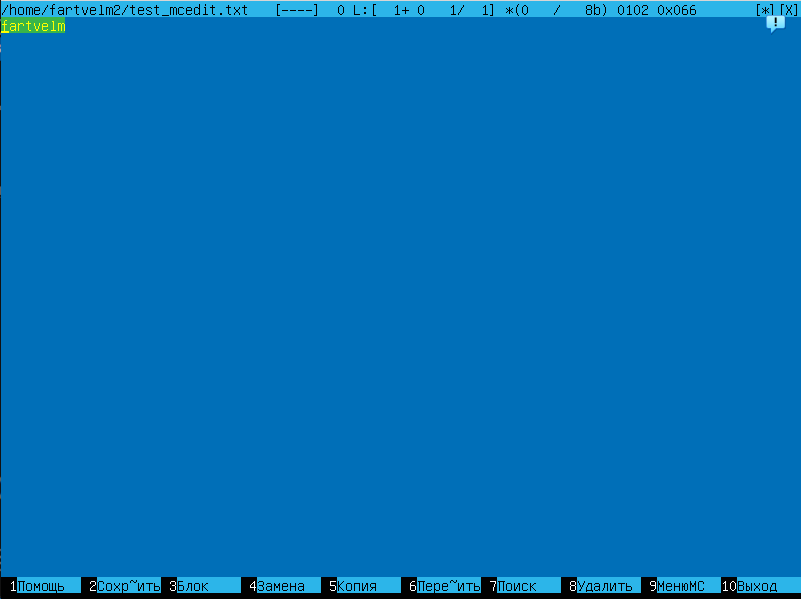 /home/fartvelm2/test_mcedit.txt [----] 0 L:[ 1+ 0 1/ 1] *(0 / 8b) 0102 0x066 [*][X]
fartvelm
1Помощь 2Сохр~ить 3Блок 4Замена 5Копия 6Пере~ить 7Поиск 8Удалить 9МенюMC 10Выход